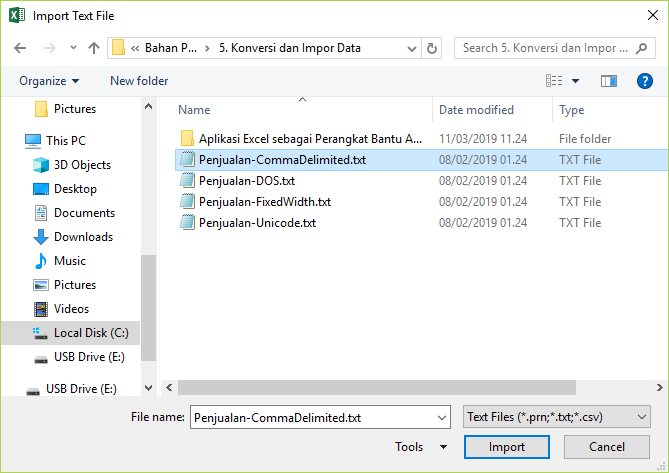 Import Text File
« Bahan P... > 5. Konversi dan Impor Data
Search 5. Konversi dan Impor ...
Organize
New folder
Pictures
This PC
3D Objects
Desktop
Documents
Downloads
Music
Pictures
Videos
Local Disk (C:)
USB Drive (E:)
USB Drive (E:)
Name Date modified Type
Aplikasi Excel sebagai Perangkat Bantu A... 11/03/2019 11.24 File folder
Penjualan-CommaDelimited.txt 08/02/2019 01.24 TXT File
Penjualan-DOS.txt 08/02/2019 01.24 TXT File
Penjualan-FixedWidth.txt 08/02/2019 01.24 TXT File
Penjualan-Unicode.txt 08/02/2019 01.24 TXT File
File name: Penjualan-CommaDelimited.txt Text Files (*.prn;*.txt;*.csv)
Tools Import Cancel